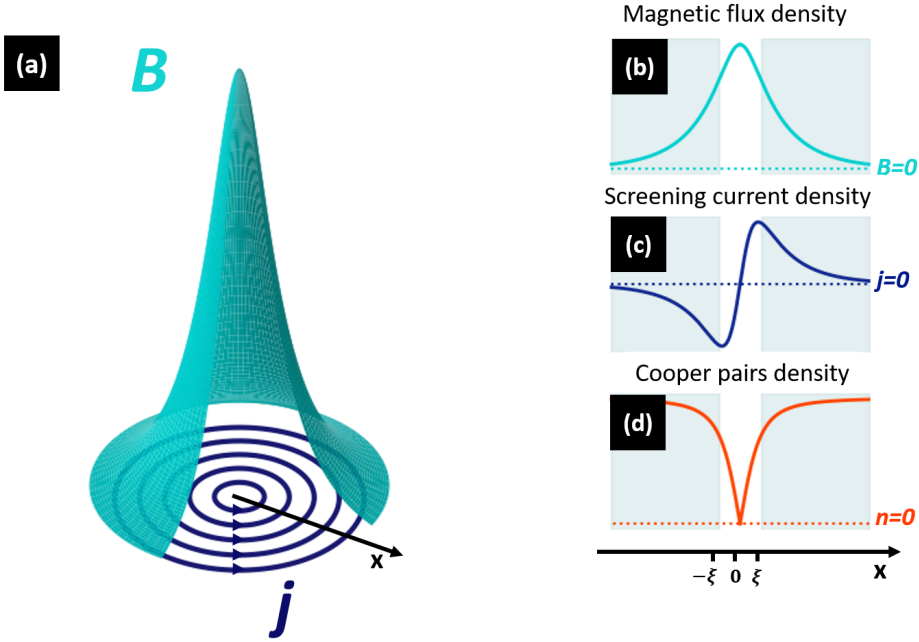 (a)
B
x
j
Magnetic flux density
(b)
B=0
Screening current density
(c)
j=0
Cooper pairs density
(d)
n=0
−ξ 0 ξ
x